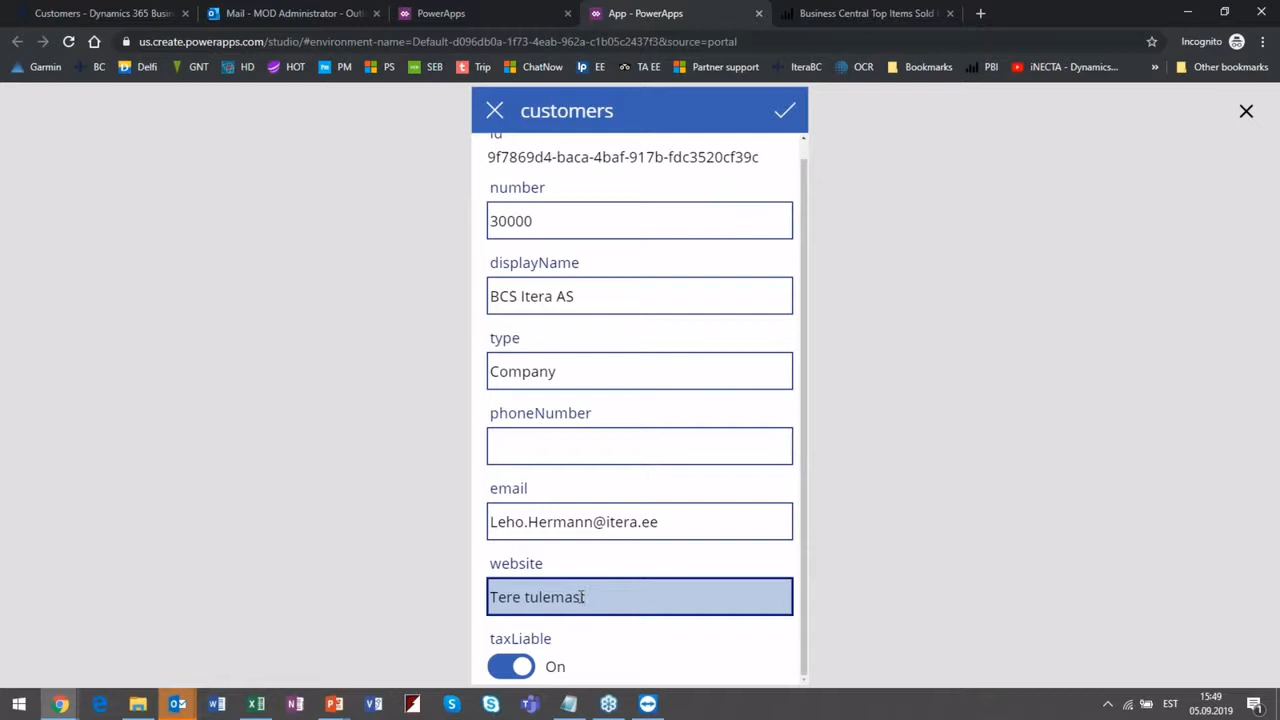 Customers - Dynamics 365 Busin
Mail - MOD Administrator - Outl
PowerApps
App - PowerApps
Business Central Top Items Sold
us.create.powerapps.com/studio/#environment-name=Default-d096db0a-1f73-4eab-962a-c1b05c2437f3&source=portal
Incognito
Garmin
BC
Delfi
GNT
HD
HOT
PM
PS
SEB
Trip
ChatNow
EE
TA EE
Partner support
IteraBC
OCR
Bookmarks
PBI
iNECTA - Dynamics...
»
Other bookmarks
customers
id
9f7869d4-baca-4baf-917b-fdc3520cf39c
number
30000
displayName
BCS Itera AS
type
Company
phoneNumber
email
Leho.Hermann@itera.ee
website
Tere tulemast
taxLiable
On
EST
15:49
05.09.2019